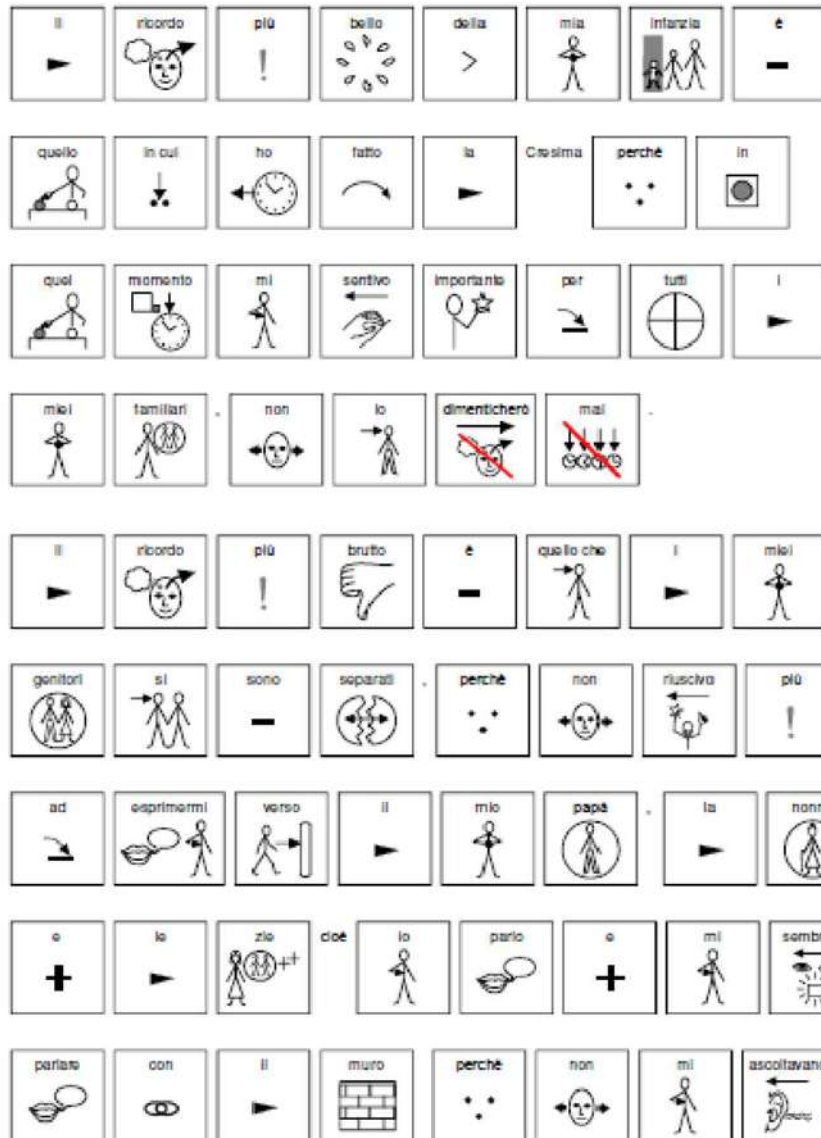 Il ricordo più bello della mia infanzia è
quello in cui ho fatto la Cresima perché in
quel momento mi sentivo importante per tutti i
miei familiari, non lo dimenticherò mai.
Il ricordo più brutto è quello che i miei
genitori si sono separati, perché non riuscivo più
ad esprimermi verso il mio papà, la
e le zie cioè io parlo e mi
parlare con il muro perché non mi ascoltavano